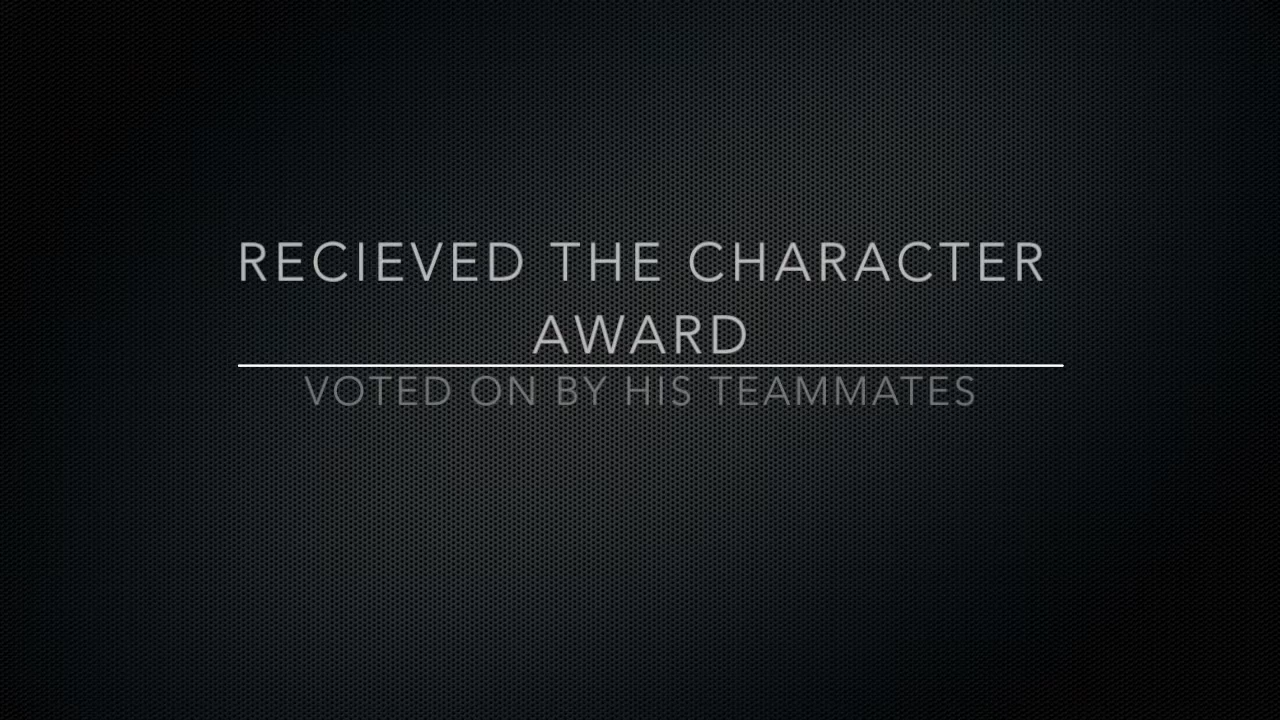 RECIEVED THE CHARACTER
AWARD
VOTED ON BY HIS TEAMMATES